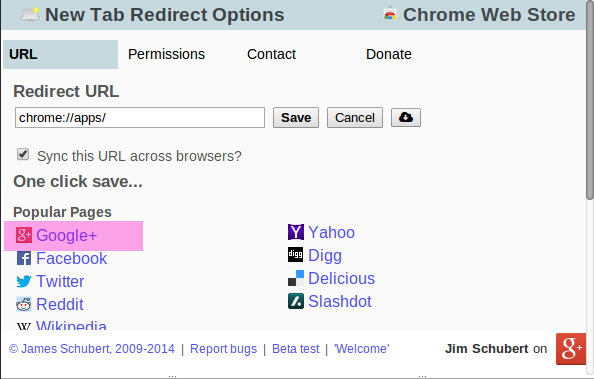 New Tab Redirect Options
Chrome Web Store
URL Permissions Contact Donate
Redirect URL
chrome://apps/ Save Cancel
Sync this URL across browsers?
One click save...
Popular Pages
Google+
Facebook
Twitter
Reddit
Wikipedia
Yahoo
Digg
Delicious
Slashdot
© James Schubert, 2009-2014 | Report bugs | Beta test | 'Welcome'
Jim Schubert on